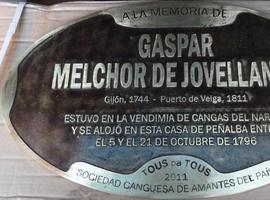 A LA MEMORIA DE
GASPAR
MELCHOR DE JOVELLAN
Gijón, 1744 - Puerto de Veiga, 1811
ESTUVO EN LA VENDIMIA DE CANGAS DEL NAR
Y SE ALOJÓ EN ESTA CASA DE PEÑALBA ENT
EL 5 Y EL 21 DE OCTUBRE DE 1796
TOUS pa TOUS
2011
SOCIEDAD CANGUESA DE AMANTES DEL PAÍS